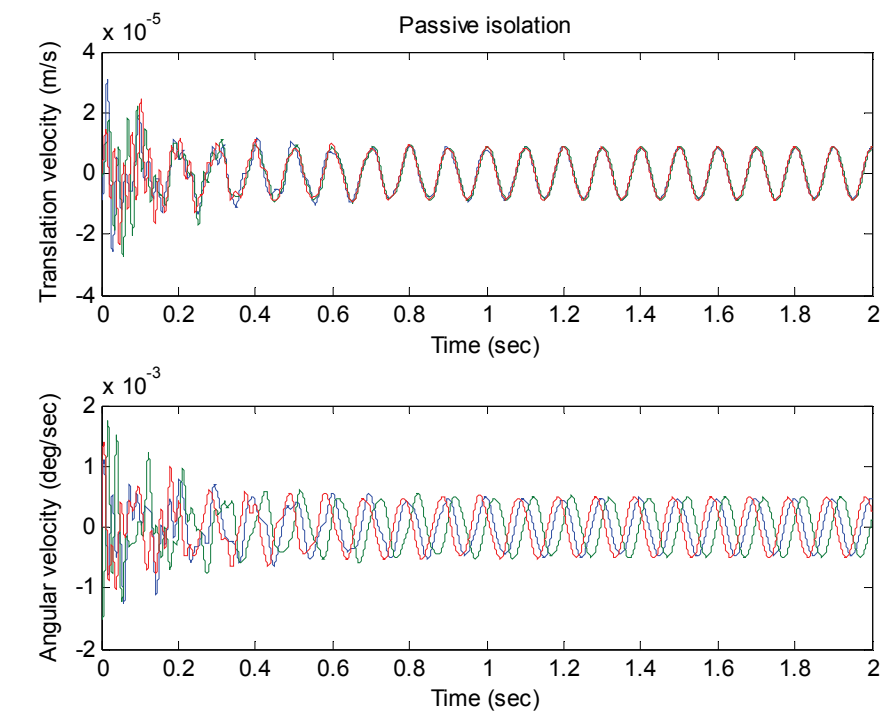 Passive isolation
x 10-5
Translation velocity (m/s)
4
2
0
-2
-4
0 0.2 0.4 0.6 0.8 1 1.2 1.4 1.6 1.8 2
Time (sec)
x 10-3
Angular velocity (deg/sec)
2
1
0
-1
-2
0 0.2 0.4 0.6 0.8 1 1.2 1.4 1.6 1.8 2
Time (sec)